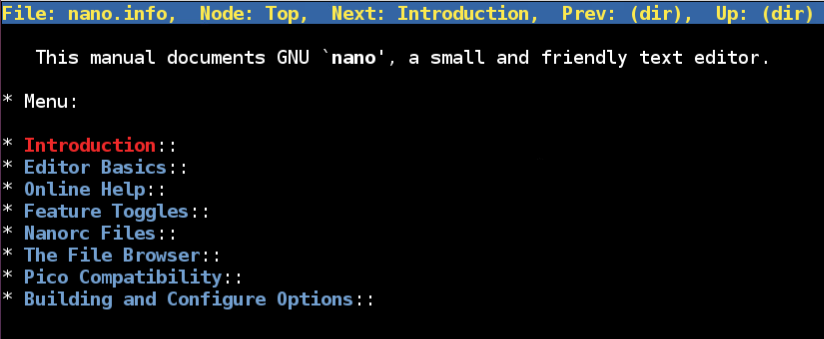 File: nano.info,  Node: Top,  Next: Introduction,  Prev: (dir),  Up: (dir)
This manual documents GNU `nano', a small and friendly text editor.
* Menu:
* Introduction::
* Editor Basics::
* Online Help::
* Feature Toggles::
* Nanorc Files::
* The File Browser::
* Pico Compatibility::
* Building and Configure Options::